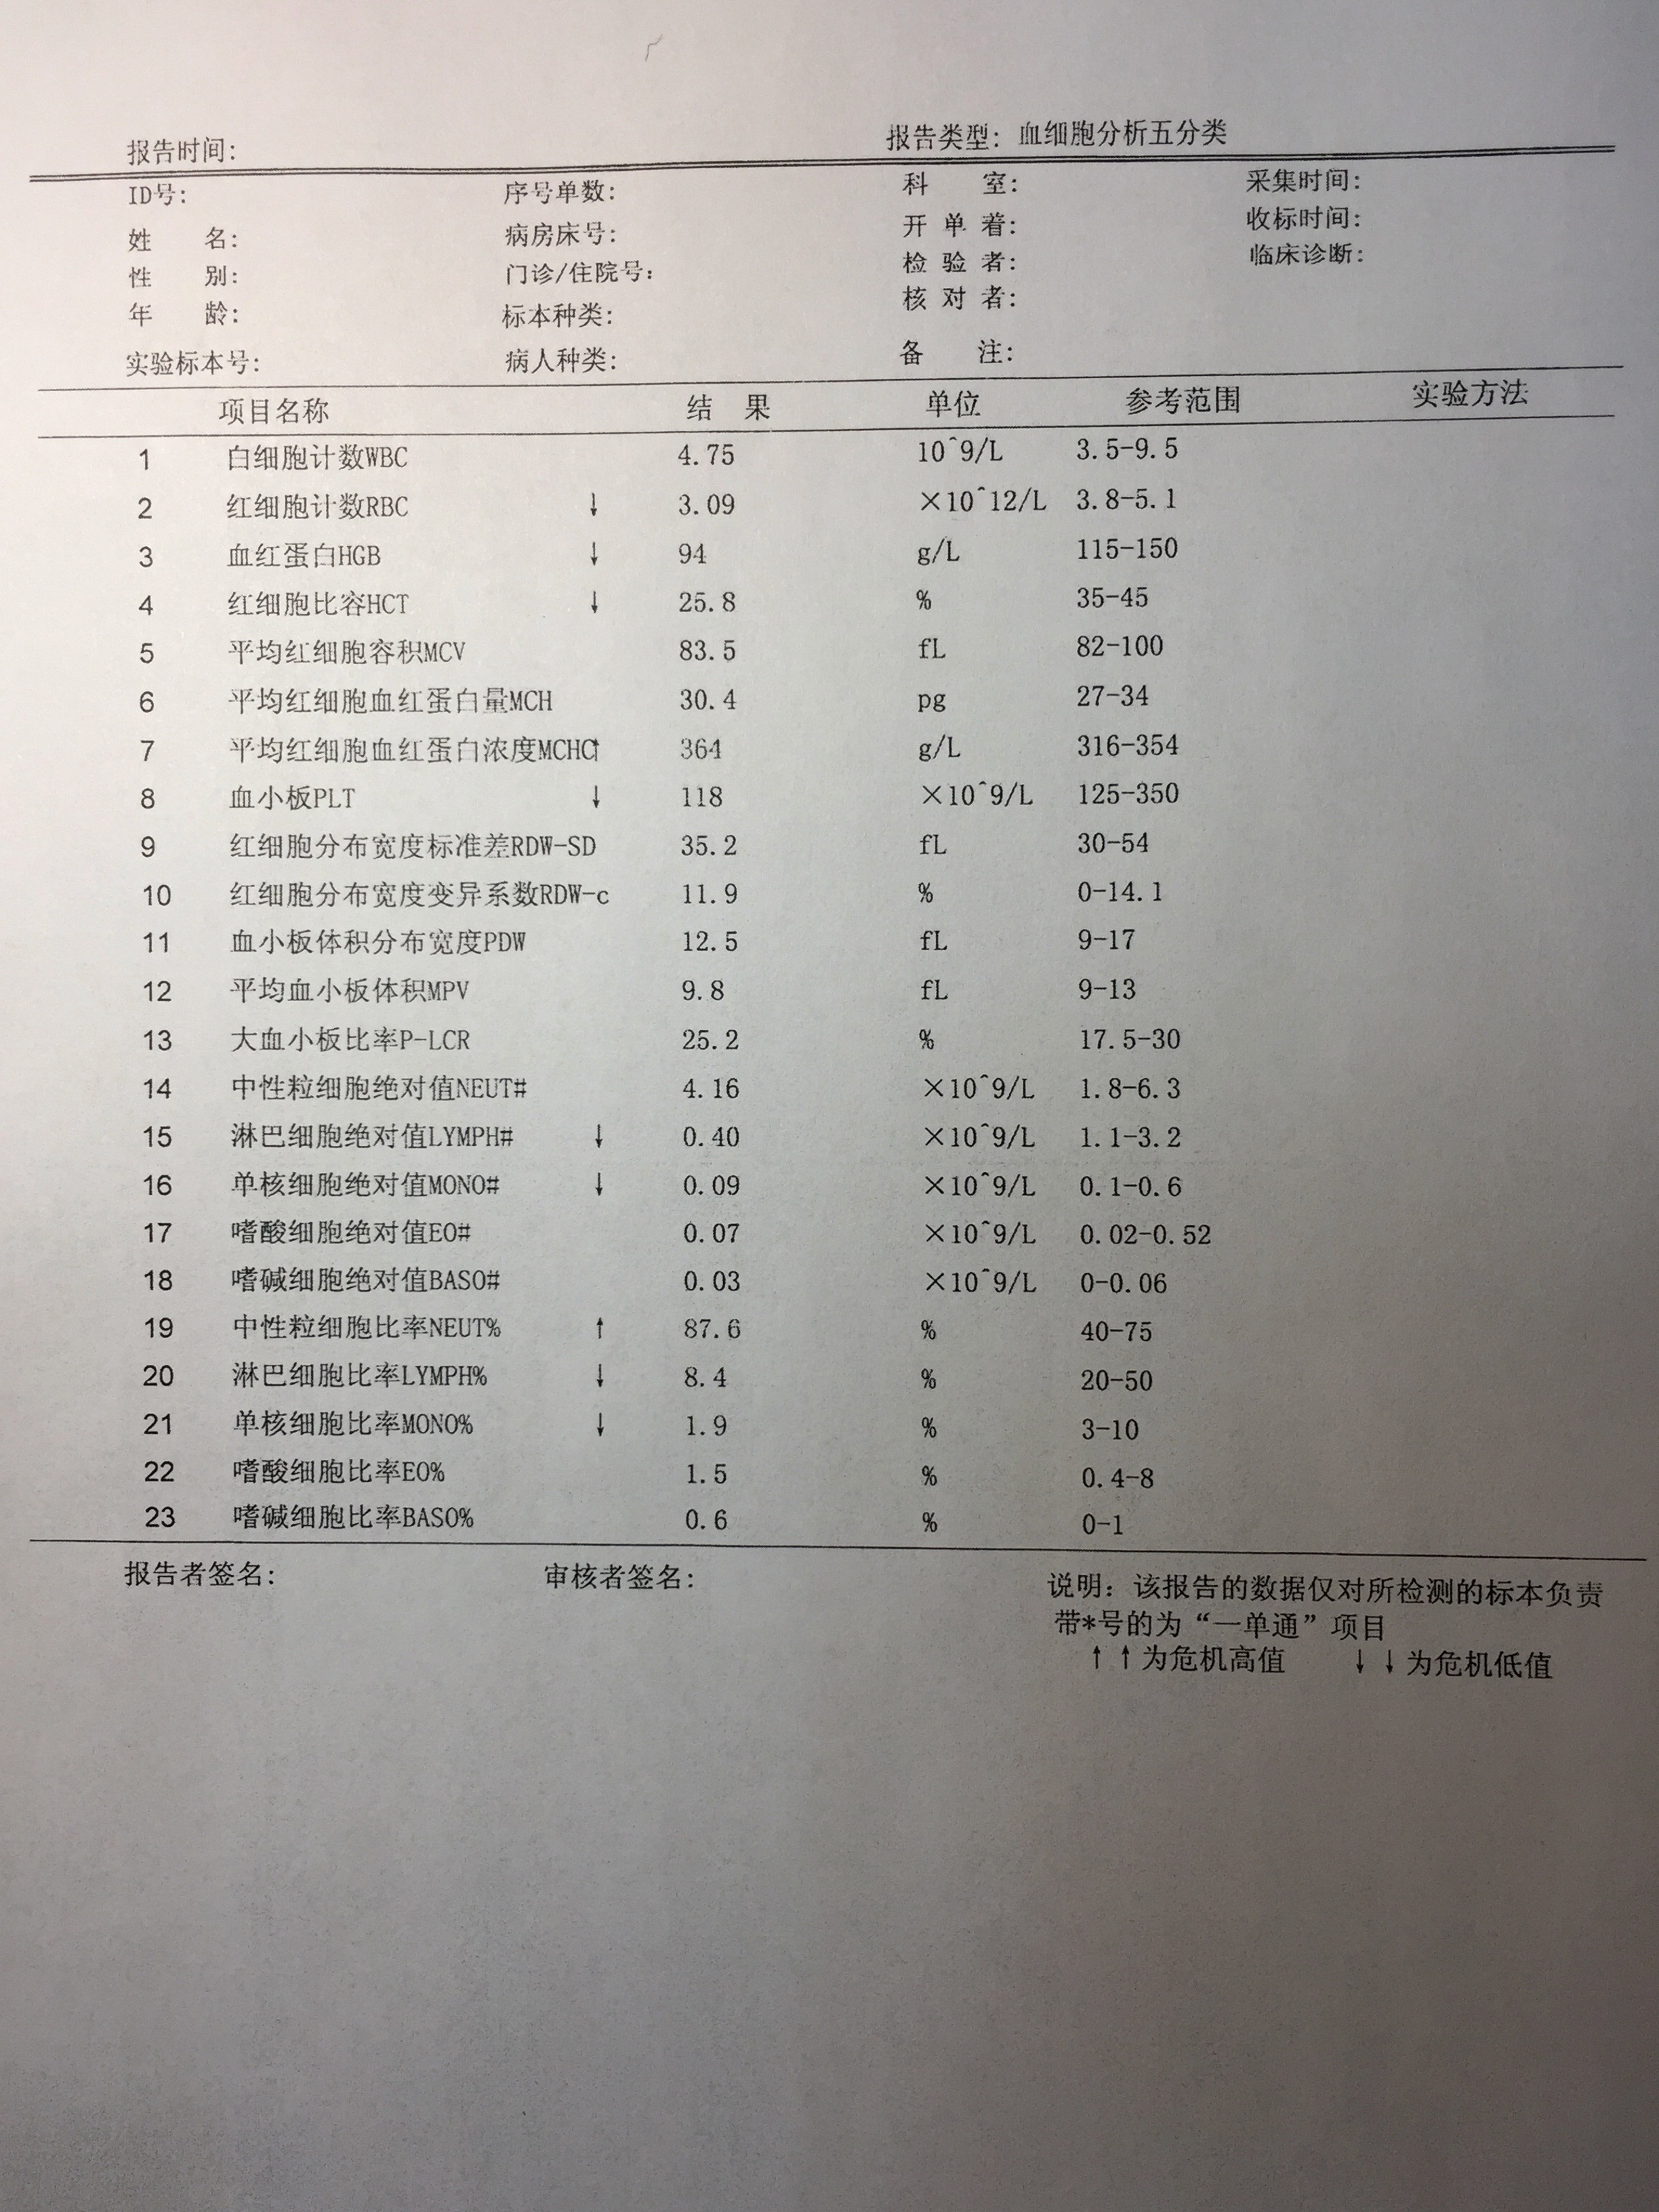 报告时间: 报告类型: 血细胞分析五分类
ID号: 序号单数: 科 室: 采集时间:
姓 名: 病房床号: 开 单 着: 收标时间:
性 别: 门诊/住院号: 检 验 者: 临床诊断:
年 龄: 标本种类: 核 对 者:
实验标本号: 病人种类: 备 注:
项目名称 结 果 单位 参考范围 实验方法
1 白细胞计数WBC 4.75 10^9/L 3.5-9.5
2 红细胞计数RBC ↓ 3.09 ×10^12/L 3.8-5.1
3 血红蛋白HGB ↓ 94 g/L 115-150
4 红细胞比容HCT ↓ 25.8 % 35-45
5 平均红细胞容积MCV 83.5 fL 82-100
6 平均红细胞血红蛋白量MCH 30.4 pg 27-34
7 平均红细胞血红蛋白浓度MCHC↑ 364 g/L 316-354
8 血小板PLT ↓ 118 ×10^9/L 125-350
9 红细胞分布宽度标准差RDW-SD 35.2 fL 30-54
10 红细胞分布宽度变异系数RDW-c 11.9 % 0-14.1
11 血小板体积分布宽度PDW 12.5 fL 9-17
12 平均血小板体积MPV 9.8 fL 9-13
13 大血小板比率P-LCR 25.2 % 17.5-30
14 中性粒细胞绝对值NEUT# 4.16 ×10^9/L 1.8-6.3
15 淋巴细胞绝对值LYMPH# ↓ 0.40 ×10^9/L 1.1-3.2
16 单核细胞绝对值MONO# ↓ 0.09 ×10^9/L 0.1-0.6
17 嗜酸细胞绝对值EO# 0.07 ×10^9/L 0.02-0.52
18 嗜碱细胞绝对值BASO# 0.03 ×10^9/L 0-0.06
19 中性粒细胞比率NEUT% ↑ 87.6 % 40-75
20 淋巴细胞比率LYMPH% ↓ 8.4 % 20-50
21 单核细胞比率MONO% ↓ 1.9 % 3-10
22 嗜酸细胞比率EO% 1.5 % 0.4-8
23 嗜碱细胞比率BASO% 0.6 % 0-1
报告者签名: 审核者签名: 说明: 该报告的数据仅对所检测的标本负责
带*号的为“一单通”项目
↑↑为危机高值 ↓↓为危机低值